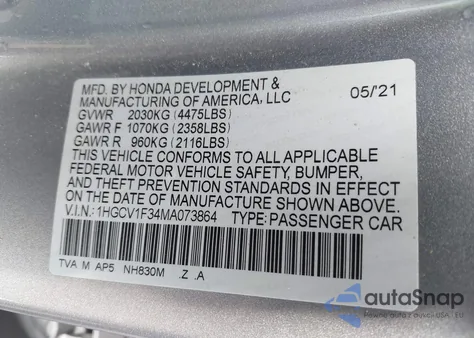 MFD. BY HONDA DEVELOPMENT &
MANUFACTURING OF AMERICA, LLC 05/'21
GVWR 2030KG (4475LBS)
GAWR F 1070KG (2358LBS)
GAWR R 960KG (2116LBS)
THIS VEHICLE CONFORMS TO ALL APPLICABLE
FEDERAL MOTOR VEHICLE SAFETY, BUMPER,
AND THEFT PREVENTION STANDARDS IN EFFECT
ON THE DATE OF MANUFACTURE SHOWN ABOVE.
V.I.N.: 1HGCV1F34MA073864 TYPE: PASSENGER CAR
TVA M AP5 NH830M .Z .A
autoSnap